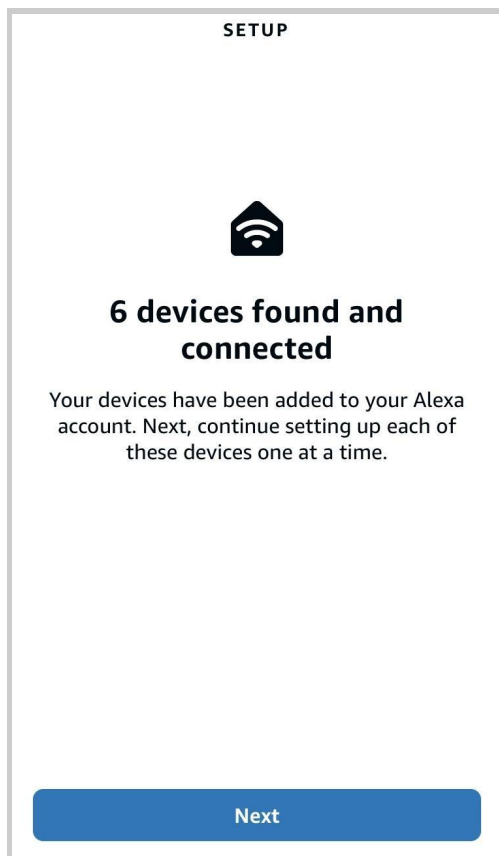 SETUP
6 devices found and
connected
Your devices have been added to your Alexa
account. Next, continue setting up each of
these devices one at a time.
Next